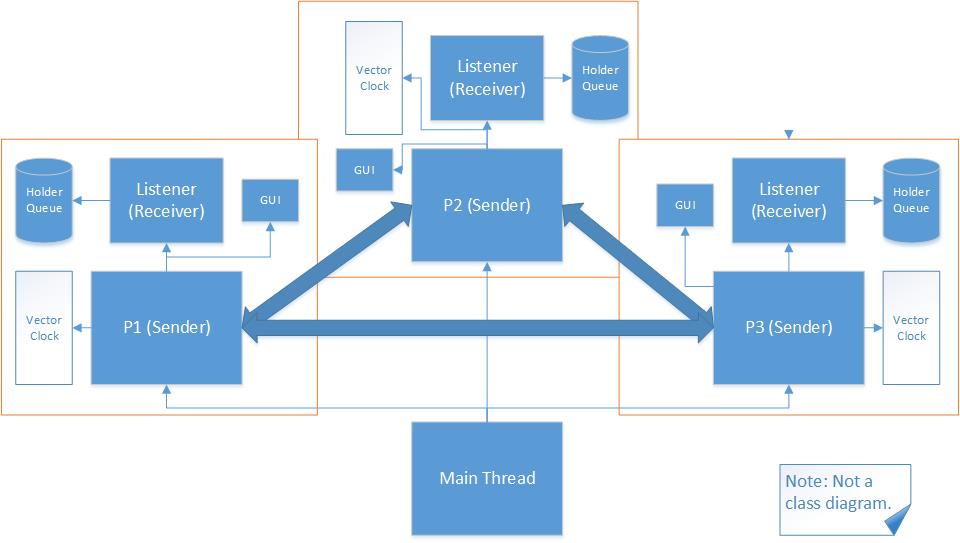 Vector
Clock
Listener
(Receiver)
Holder
Queue
GUI
P2 (Sender)
Holder
Queue
Listener
(Receiver)
GUI
Vector
Clock
P1 (Sender)
GUI
Listener
(Receiver)
Holder
Queue
P3 (Sender)
Vector
Clock
Main Thread
Note: Not a
class diagram.